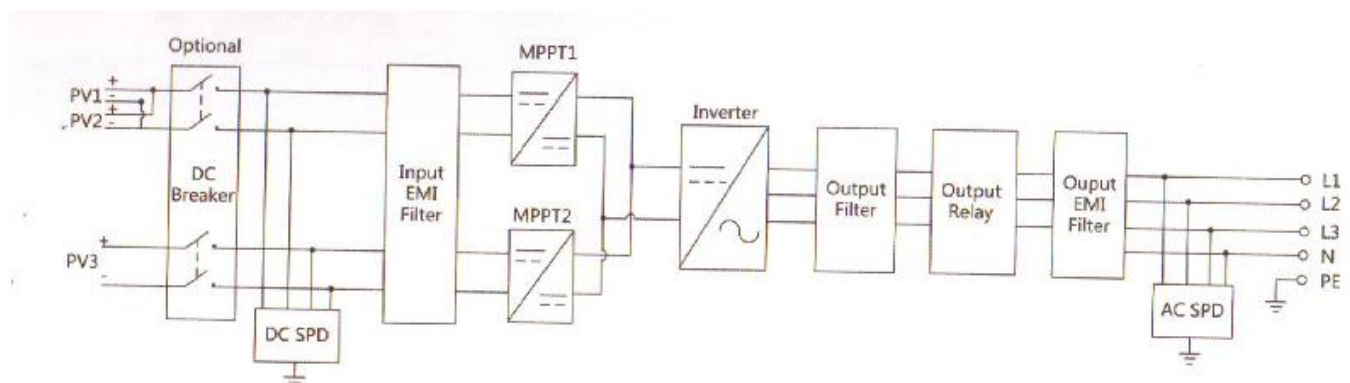 Optional
MPPT1
PV1
+
-
PV2
+
-
Inverter
DC
Breaker
Input
EMI
Filter
Output
Filter
Output
Relay
Ouput
EMI
Filter
L1
L2
L3
N
PE
MPPT2
PV3
+
-
DC SPD
AC SPD